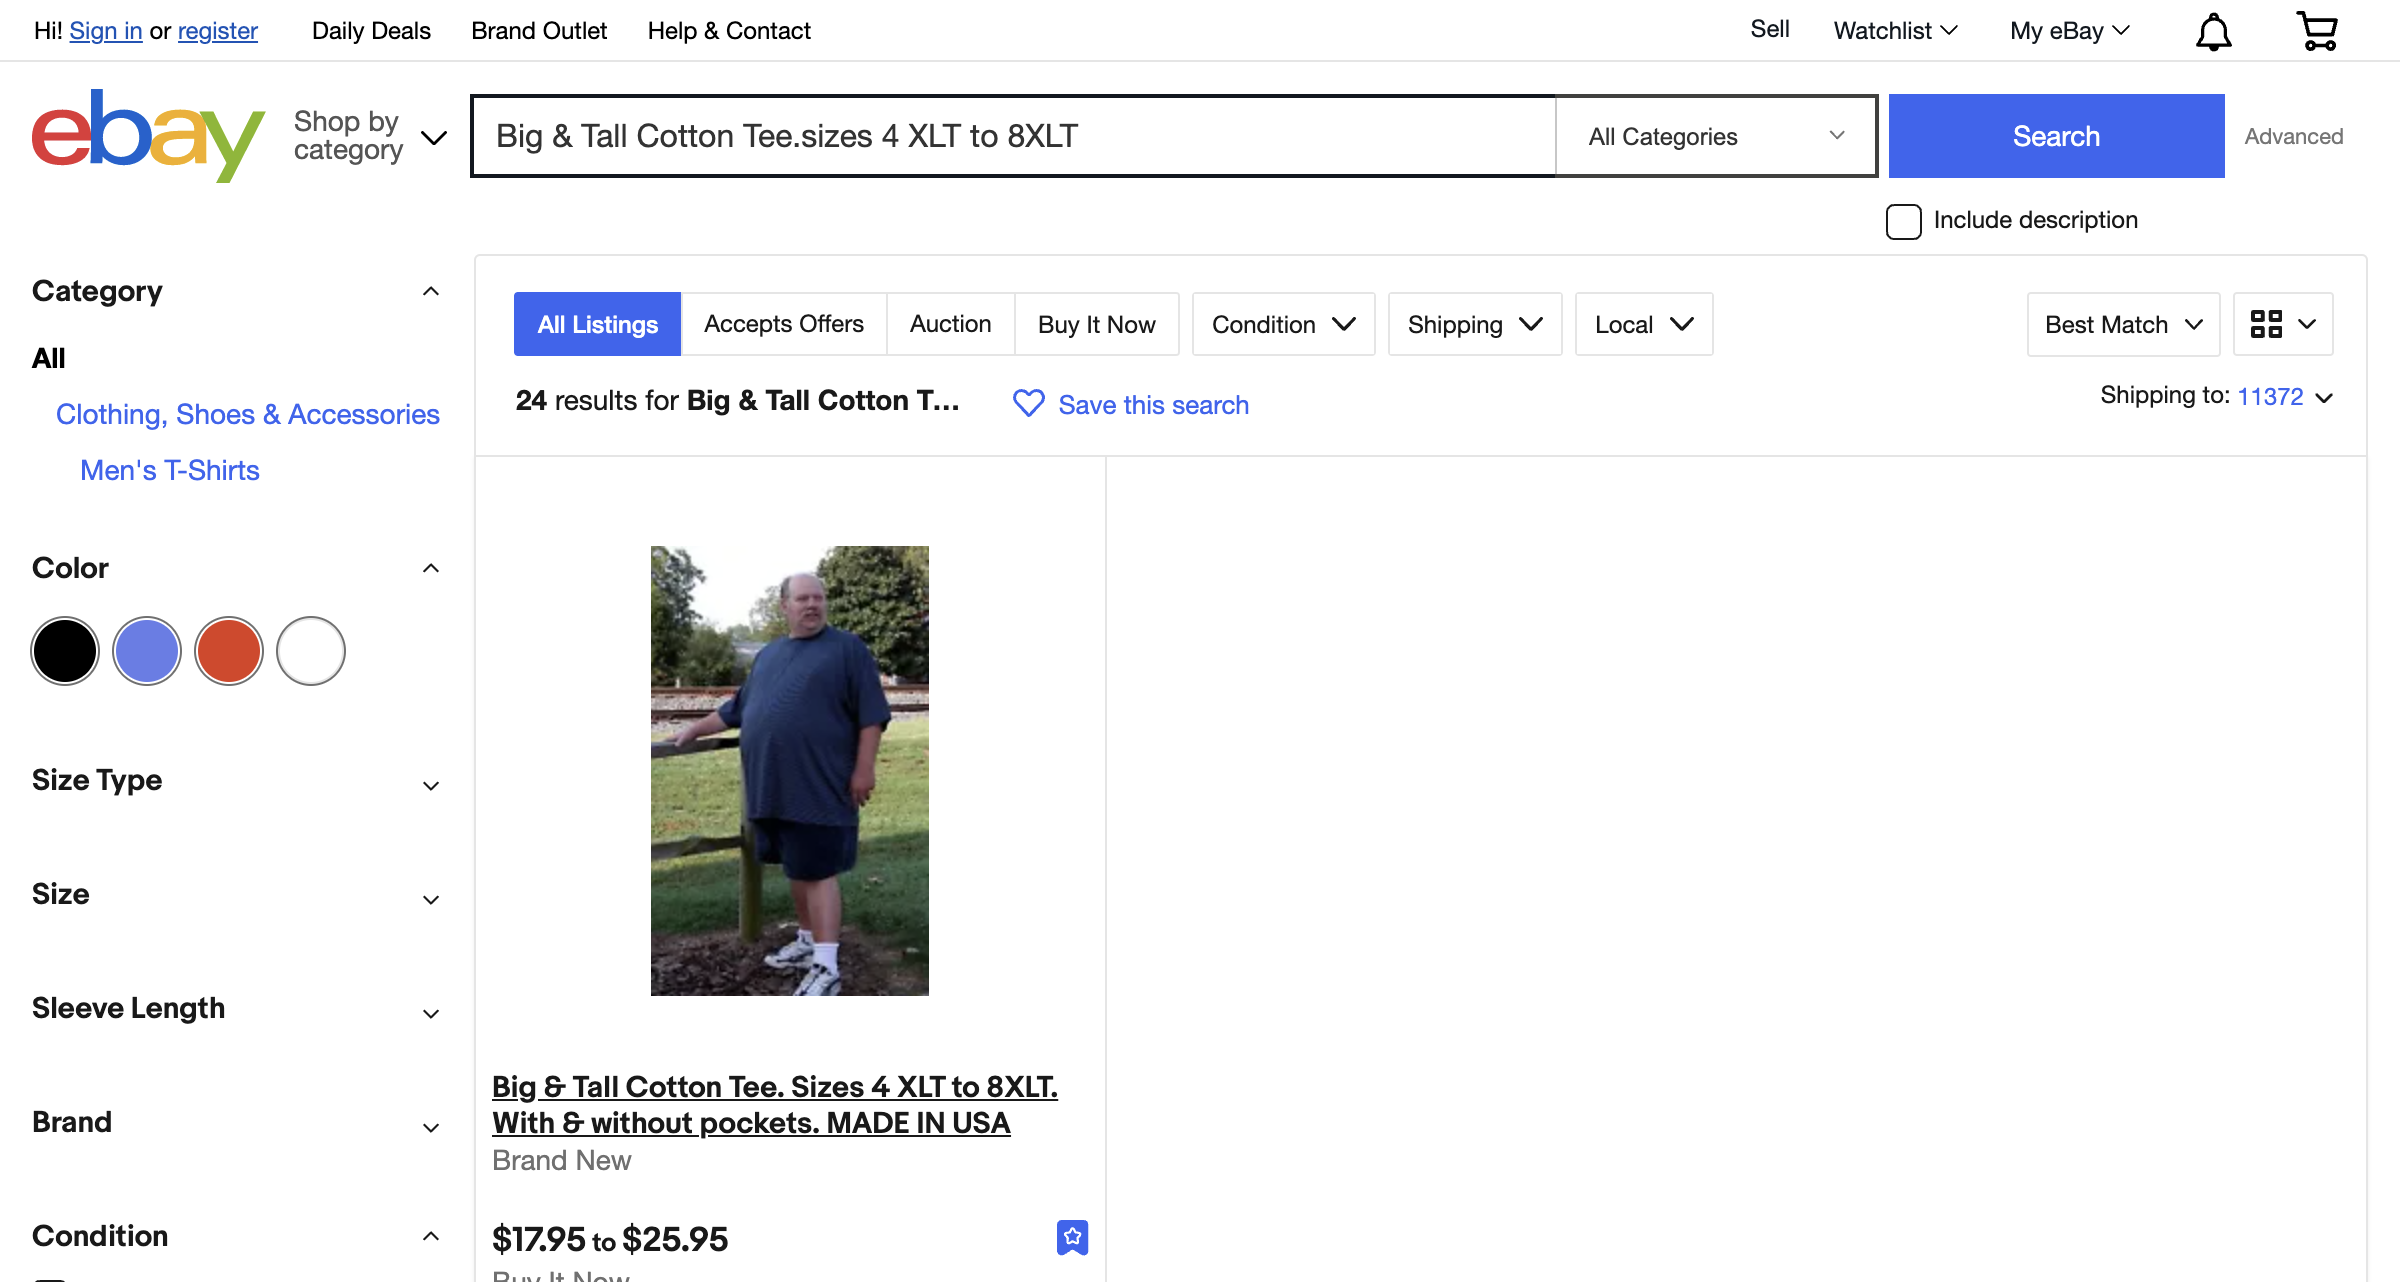 Hi! Sign in or register
Daily Deals
Brand Outlet
Help & Contact
Sell
Watchlist
My eBay
ebay
Shop by
category
Big & Tall Cotton Tee.sizes 4 XLT to 8XLT
All Categories
Search
Advanced
Include description
Category
All
Clothing, Shoes & Accessories
Men's T-Shirts
Color
Size Type
Size
Sleeve Length
Brand
Condition
All Listings
Accepts Offers
Auction
Buy It Now
Condition
Shipping
Local
Best Match
24 results for Big & Tall Cotton T...
Save this search
Shipping to: 11372
Big & Tall Cotton Tee. Sizes 4 XLT to 8XLT.
With & without pockets. MADE IN USA
Brand New
$17.95 to $25.95
Buy It Now